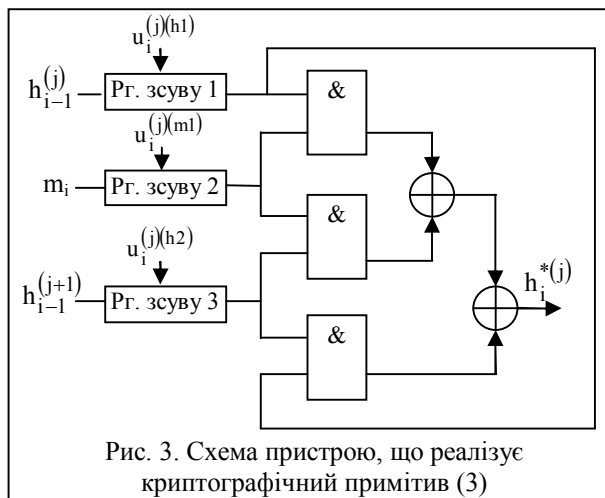 u_i^{(j)(h1)}
h_{i-1}^{(j)} Рг. зсуву 1 &
u_i^{(j)(m1)}
m_i Рг. зсуву 2
&
u_i^{(j)(h2)}
h_{i-1}^{(j+1)} Рг. зсуву 3
h_i^{*(j)}
&
Рис. 3. Схема пристрою, що реалізує
криптографічний примітив (3)